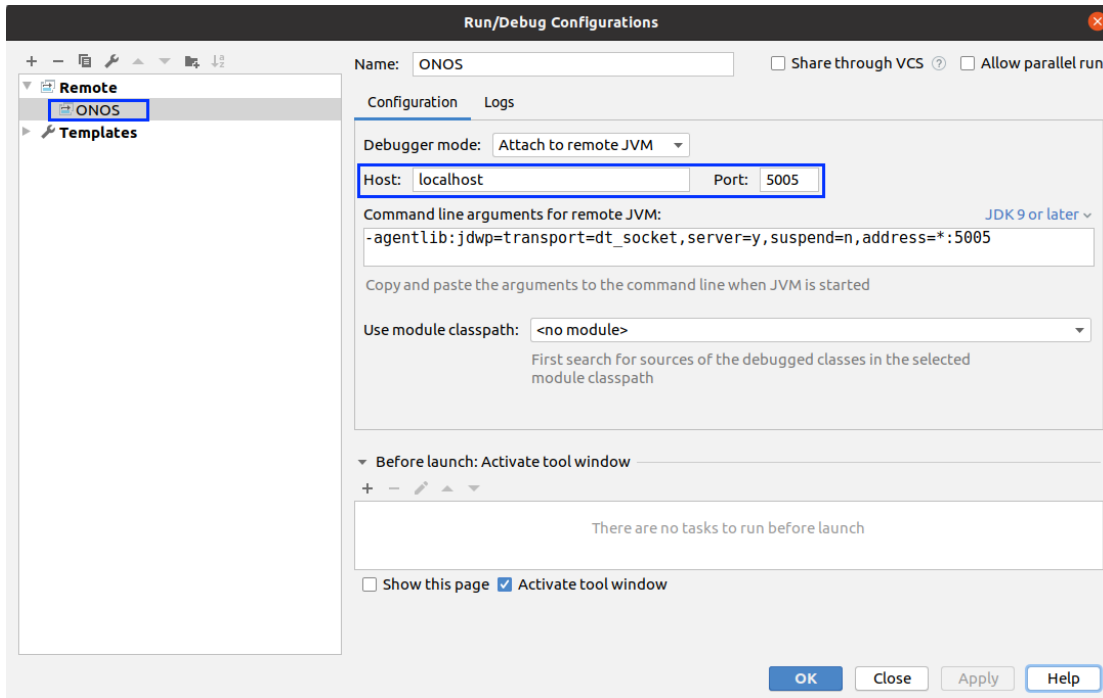 Run/Debug Configurations
Name: ONOS
Share through VCS ? Allow parallel run
Remote
ONOS
Templates
Configuration Logs
Debugger mode: Attach to remote JVM
Host: localhost Port: 5005
Command line arguments for remote JVM: JDK 9 or later
-agentlib:jdwp=transport=dt_socket,server=y,suspend=n,address=*:5005
Copy and paste the arguments to the command line when JVM is started
Use module classpath: <no module>
First search for sources of the debugged classes in the selected
module classpath
Before launch: Activate tool window
There are no tasks to run before launch
Show this page Activate tool window
OK Close Apply Help